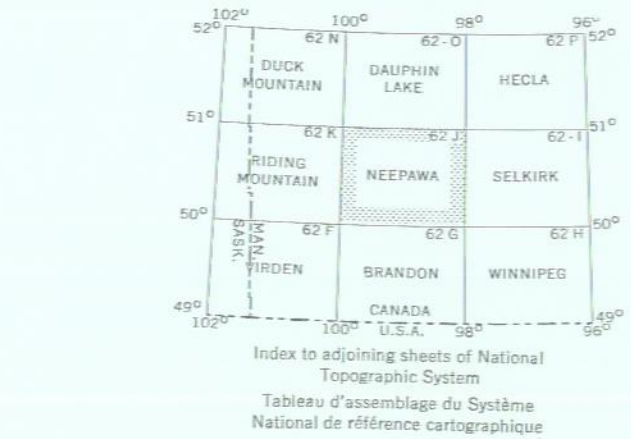 102° 100° 98° 96°
52° 62 N 62-O 62 P 52°
DUCK MOUNTAIN
DAUPHIN LAKE
HECLA
51° 62 K 62 J 62-I 51°
RIDING MOUNTAIN
NEEPAWA
SELKIRK
50° 62 F 62 G 62 H 50°
SASK. MAN.
VIRDEN
BRANDON
WINNIPEG
CANADA
49° U.S.A. 49°
102° 100° 98° 96°
Index to adjoining sheets of National
Topographic System
Tableau d'assemblage du Système
National de référence cartographique